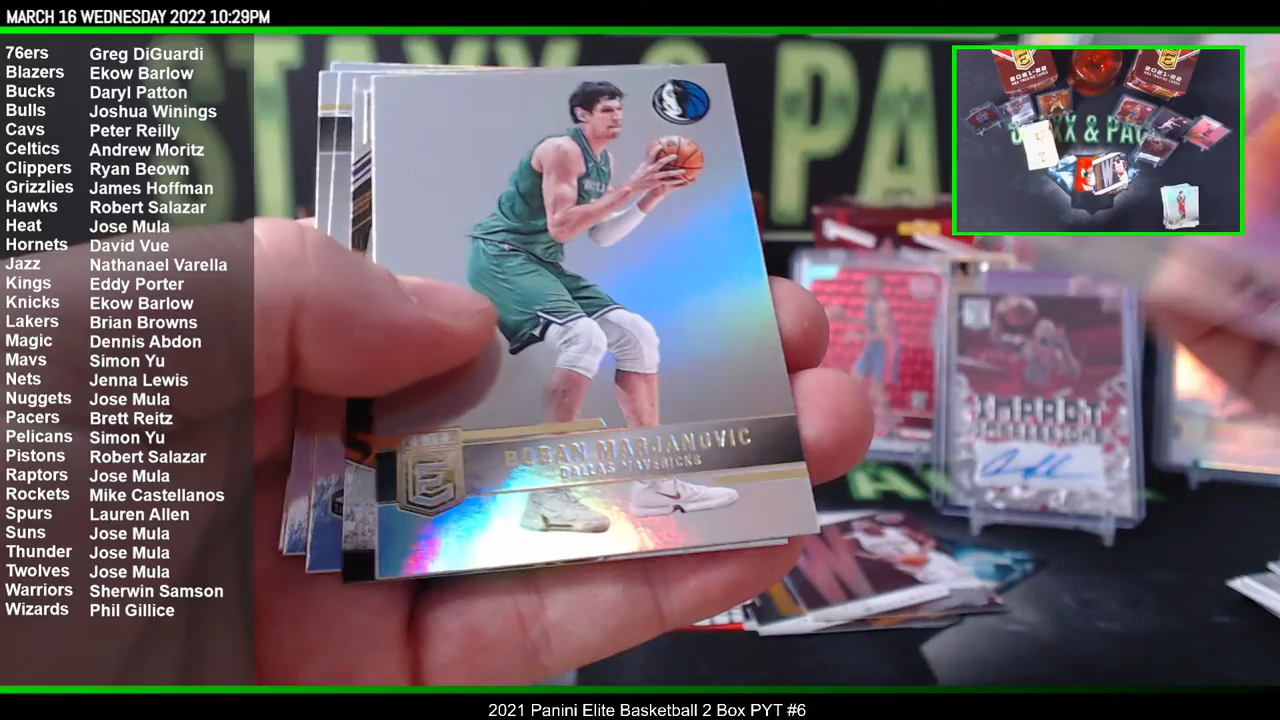 MARCH 16 WEDNESDAY 2022 10:29PM
76ers Greg DiGuardi
Blazers Ekow Barlow
Bucks Daryl Patton
Bulls Joshua Winings
Cavs Peter Reilly
Celtics Andrew Moritz
Clippers Ryan Beown
Grizzlies James Hoffman
Hawks Robert Salazar
Heat Jose Mula
Hornets David Vue
Jazz Nathanael Varella
Kings Eddy Porter
Knicks Ekow Barlow
Lakers Brian Browns
Magic Dennis Abdon
Mavs Simon Yu
Nets Jenna Lewis
Nuggets Jose Mula
Pacers Brett Reitz
Pelicans Simon Yu
Pistons Robert Salazar
Raptors Jose Mula
Rockets Mike Castellanos
Spurs Lauren Allen
Suns Jose Mula
Thunder Jose Mula
Twolves Jose Mula
Warriors Sherwin Samson
Wizards Phil Gillice
2021-22
2021-22
BOBAN MARJANOVIC
DALLAS MAVERICKS
IMPACT
2021 Panini Elite Basketball 2 Box PYT #6